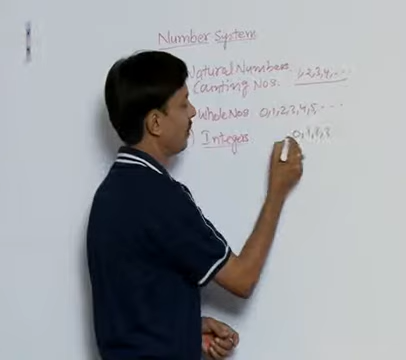 Number System
Natural Numbers 1,2,3,4,...
Counting Nos.
Whole Nos. 0,1,2,3,4,5...
) Integes 0,1,2,3